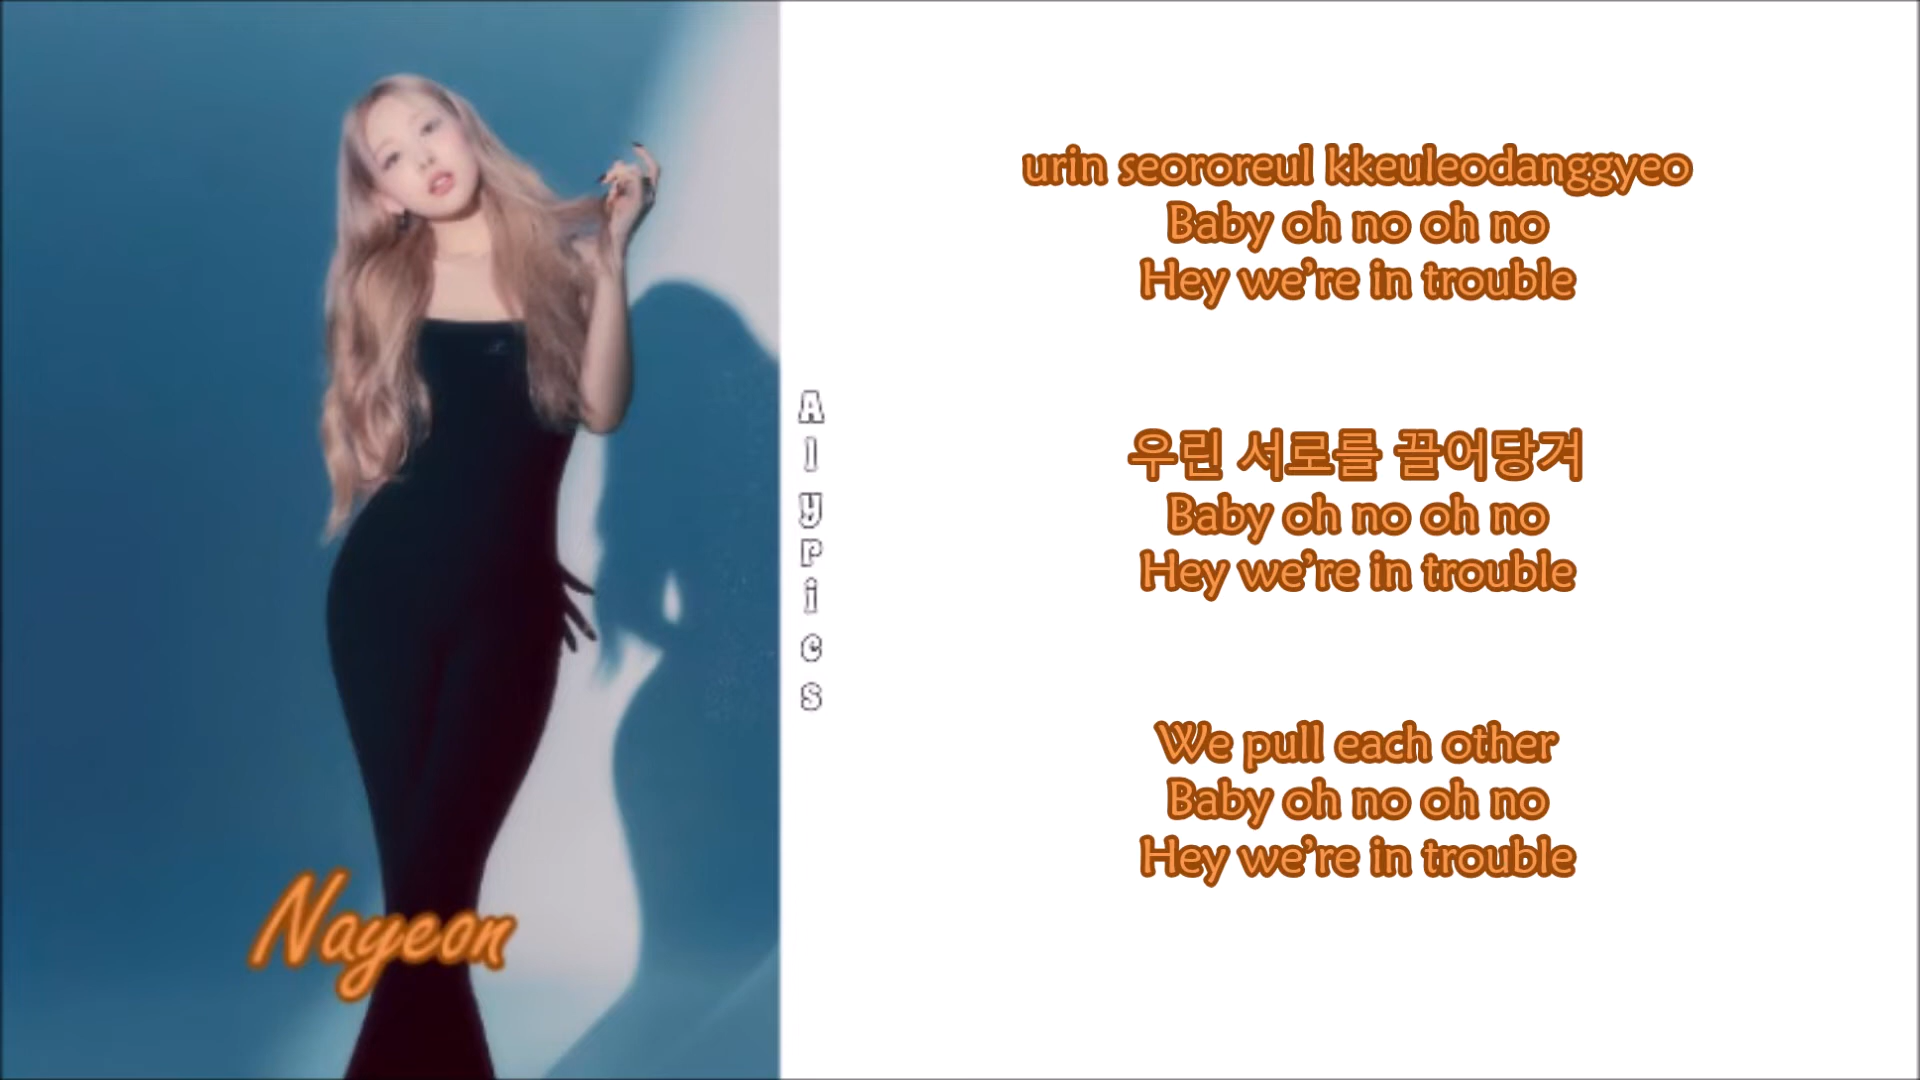 Nayeon
Alypics
urin seororeul kkeuleodanggyeo
Baby oh no oh no
Hey we're in trouble
우린 서로를 끌어당겨
Baby oh no oh no
Hey we're in trouble
We pull each other
Baby oh no oh no
Hey we're in trouble